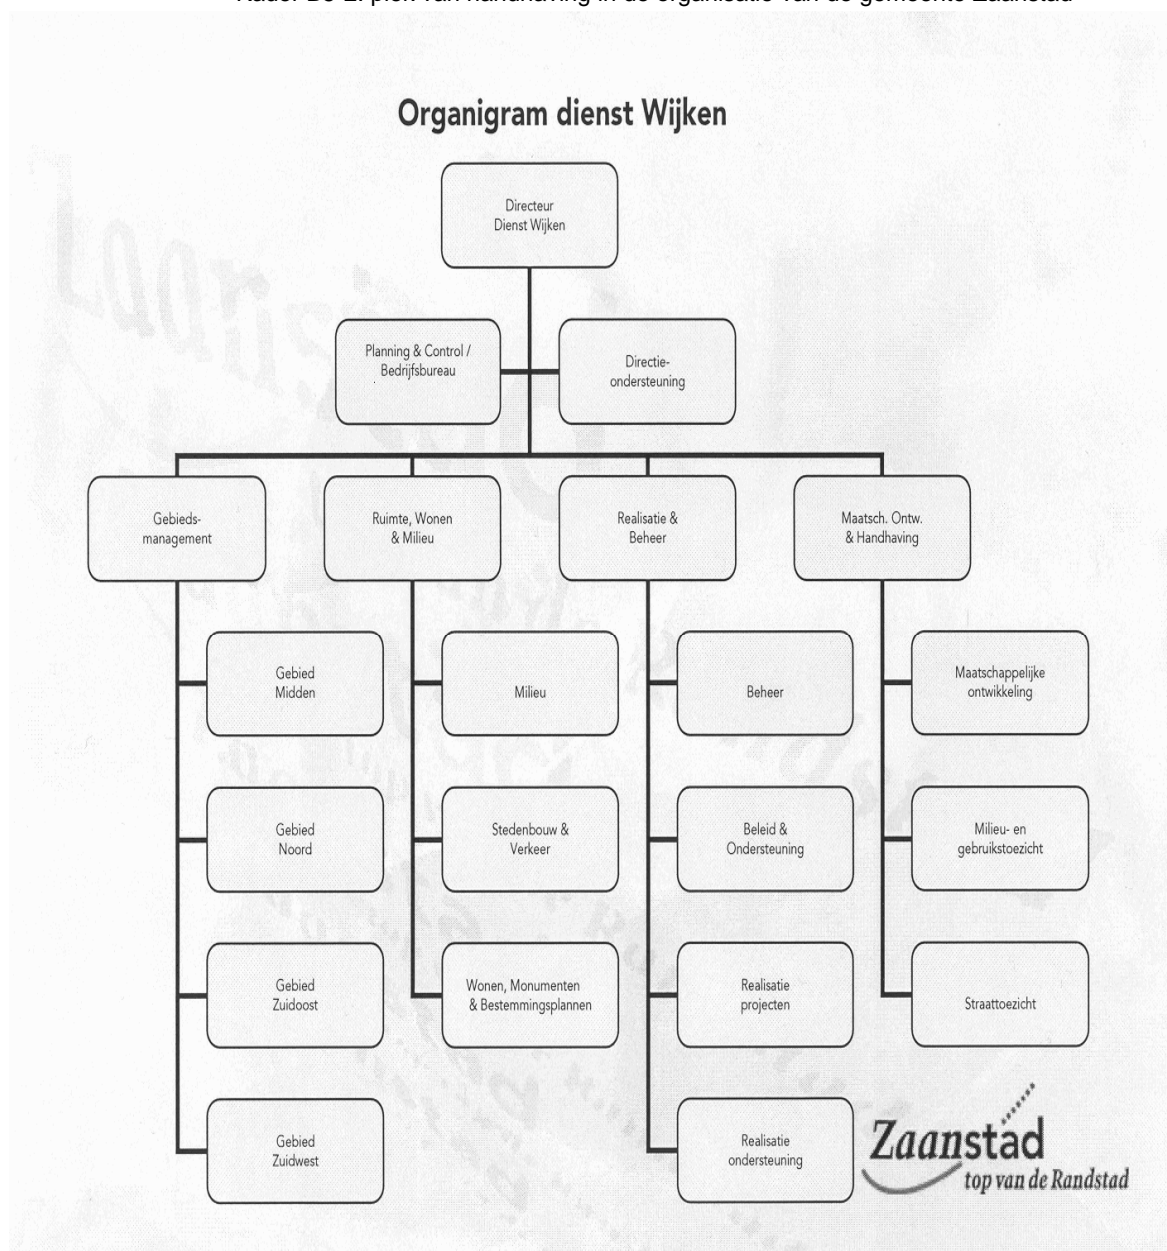 Organigram dienst Wijken
Directeur
Dienst Wijken
Planning & Control /
Bedrijfsbureau
Directie-
ondersteuning
Gebieds-
management
Ruimte, Wonen
& Milieu
Realisatie &
Beheer
Maatsch. Ontw.
& Handhaving
Gebied
Midden
Milieu
Beheer
Maatschappelijke
ontwikkeling
Gebied
Noord
Stedenbouw &
Verkeer
Beleid &
Ondersteuning
Milieu- en
gebruikstoezicht
Gebied
Zuidoost
Wonen, Monumenten
& Bestemmingsplannen
Realisatie
projecten
Straattoezicht
Gebied
Zuidwest
Realisatie
ondersteuning
Zaanstad
top van de Randstad